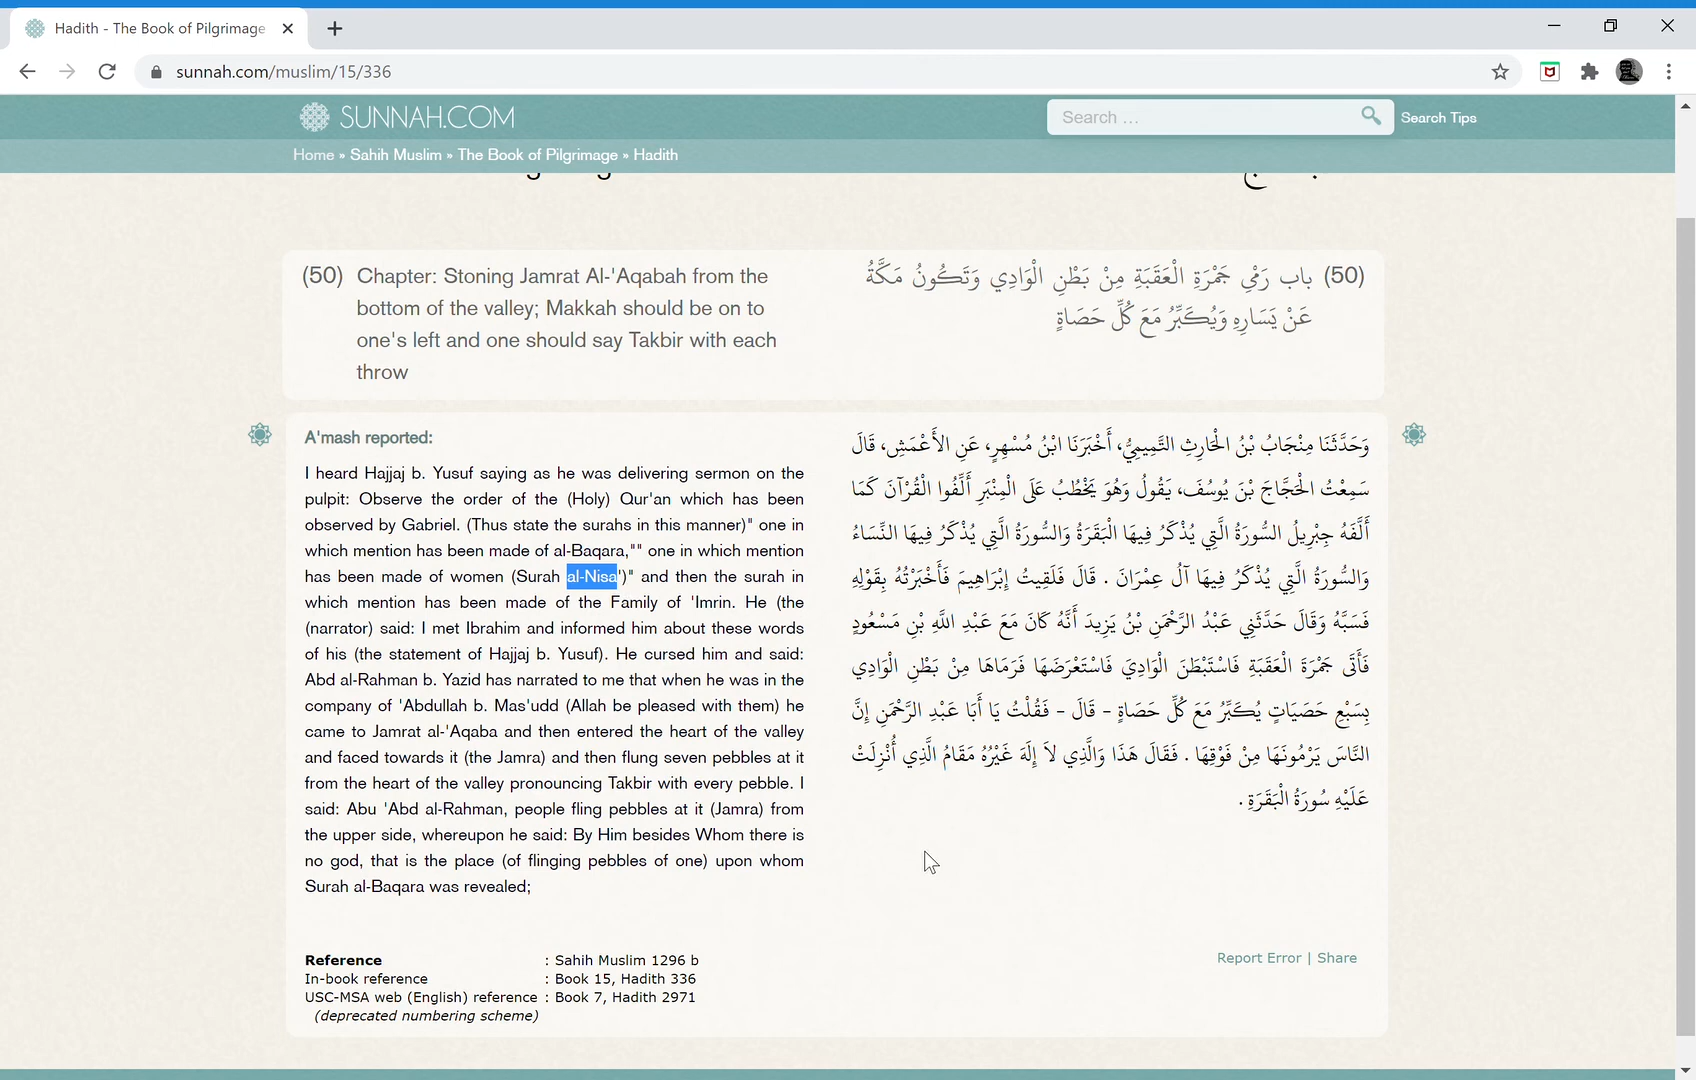 Hadith - The Book of Pilgrimage
sunnah.com/muslim/15/336
SUNNAH.COM
Search ...
Search Tips
Home » Sahih Muslim » The Book of Pilgrimage » Hadith
(50) Chapter: Stoning Jamrat Al-'Aqabah from the
bottom of the valley; Makkah should be on to
one's left and one should say Takbir with each
throw
(50) باب رَمْىِ جَمْرَةِ الْعَقَبَةِ مِنْ بَطْنِ الْوَادِي وَتَكُونُ مَكَّةُ
عَنْ يَسَارِهِ وَيُكَبِّرُ مَعَ كُلِّ حَصَاةٍ
A'mash reported:
I heard Hajjaj b. Yusuf saying as he was delivering sermon on the
pulpit: Observe the order of the (Holy) Qur'an which has been
observed by Gabriel. (Thus state the surahs in this manner)" one in
which mention has been made of al-Baqara,"" one in which mention
has been made of women (Surah al-Nisa')" and then the surah in
which mention has been made of the Family of 'Imrin. He (the
(narrator) said: I met Ibrahim and informed him about these words
of his (the statement of Hajjaj b. Yusuf). He cursed him and said:
Abd al-Rahman b. Yazid has narrated to me that when he was in the
company of 'Abdullah b. Mas'udd (Allah be pleased with them) he
came to Jamrat al-'Aqaba and then entered the heart of the valley
and faced towards it (the Jamra) and then flung seven pebbles at it
from the heart of the valley pronouncing Takbir with every pebble. I
said: Abu 'Abd al-Rahman, people fling pebbles at it (Jamra) from
the upper side, whereupon he said: By Him besides Whom there is
no god, that is the place (of flinging pebbles of one) upon whom
Surah al-Baqara was revealed;
وَحَدَّثَنَا مِنْجَابُ بْنُ الْحَارِثِ التَّمِيمِيُّ، أَخْبَرَنَا ابْنُ مُسْهِرٍ، عَنِ الأَعْمَشِ، قَالَ
سَمِعْتُ الْحَجَّاجَ بْنَ يُوسُفَ، يَقُولُ وَهُوَ يَخْطُبُ عَلَى الْمِنْبَرِ أَلِّفُوا الْقُرْآنَ كَمَا
أَلَّفَهُ جِبْرِيلُ السُّورَةُ الَّتِي يُذْكَرُ فِيهَا الْبَقَرَةُ وَالسُّورَةُ الَّتِي يُذْكَرُ فِيهَا النِّسَاءُ
وَالسُّورَةُ الَّتِي يُذْكَرُ فِيهَا آلُ عِمْرَانَ . قَالَ فَلَقِيتُ إِبْرَاهِيمَ فَأَخْبَرْتُهُ بِقَوْلِهِ
فَسَبَّهُ وَقَالَ حَدَّثَنِي عَبْدُ الرَّحْمَنِ بْنُ يَزِيدَ أَنَّهُ كَانَ مَعَ عَبْدِ اللَّهِ بْنِ مَسْعُودٍ
فَأَتَى جَمْرَةَ الْعَقَبَةِ فَاسْتَبْطَنَ الْوَادِيَ فَاسْتَعْرَضَهَا فَرَمَاهَا مِنْ بَطْنِ الْوَادِي
بِسَبْعِ حَصَيَاتٍ يُكَبِّرُ مَعَ كُلِّ حَصَاةٍ - قَالَ - فَقُلْتُ يَا أَبَا عَبْدِ الرَّحْمَنِ إِنَّ
النَّاسَ يَرْمُونَهَا مِنْ فَوْقِهَا . فَقَالَ هَذَا وَالَّذِي لاَ إِلَهَ غَيْرُهُ مَقَامُ الَّذِي أُنْزِلَتْ
عَلَيْهِ سُورَةُ الْبَقَرَةِ .
Reference : Sahih Muslim 1296 b
In-book reference : Book 15, Hadith 336
USC-MSA web (English) reference : Book 7, Hadith 2971
(deprecated numbering scheme)
Report Error | Share